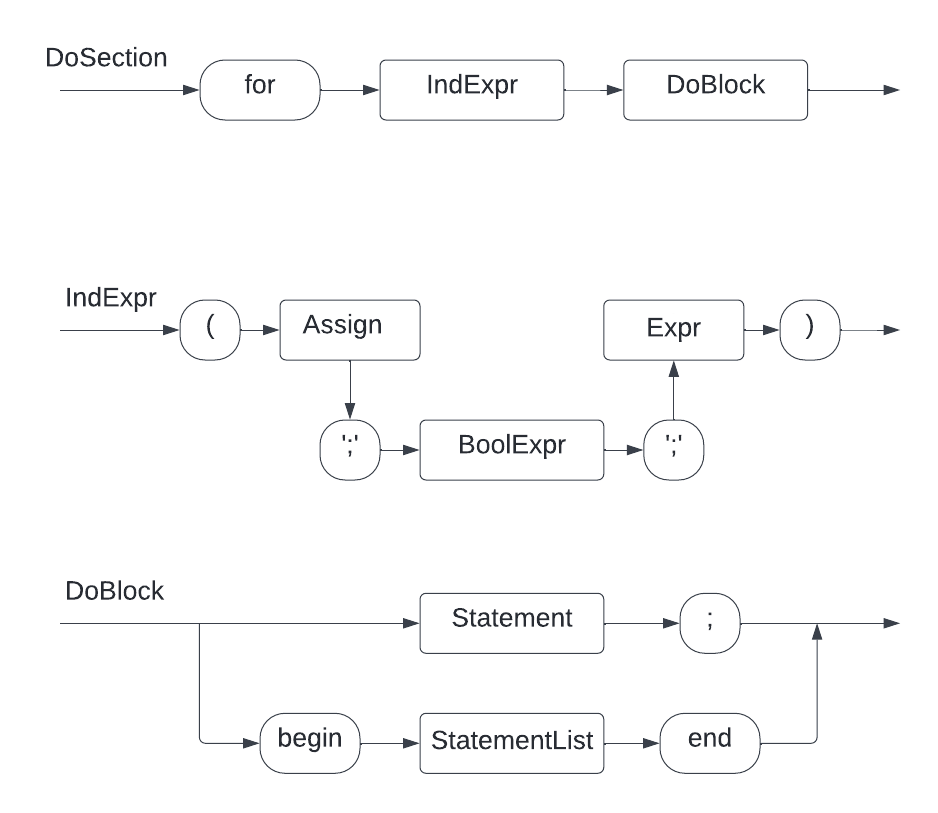 DoSection
for IndExpr DoBlock
IndExpr
( Assign Expr )
';' BoolExpr ';'
DoBlock
Statement ;
begin StatementList end